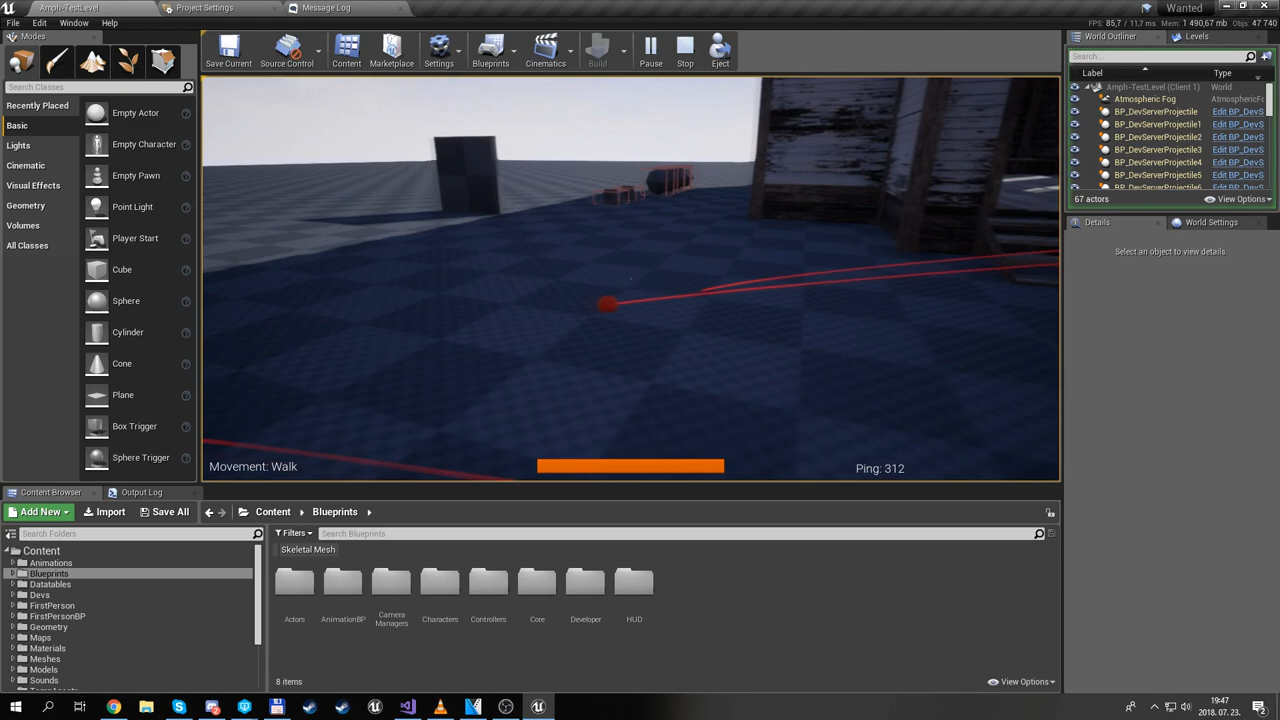 Amph-TestLevel
Project Settings
Message Log
Wanted
File Edit Window Help
FPS: 85,7 / 11,7 ms Mem: 1 490,67 mb Objs: 47 740
Modes
Search Classes
Recently Placed
Basic
Lights
Cinematic
Visual Effects
Geometry
Volumes
All Classes
Empty Actor
Empty Character
Empty Pawn
Point Light
Player Start
Cube
Sphere
Cylinder
Cone
Plane
Box Trigger
Sphere Trigger
Save Current
Source Control
Content
Marketplace
Settings
Blueprints
Cinematics
Build
Pause
Stop
Eject
Movement: Walk
Ping: 312
World Outliner
Levels
Search...
Label Type
Amph-TestLevel (Client 1) World
Atmospheric Fog AtmosphericFo
BP_DevServerProjectile Edit BP_DevS
BP_DevServerProjectile1 Edit BP_DevS
BP_DevServerProjectile2 Edit BP_DevS
BP_DevServerProjectile3 Edit BP_DevS
BP_DevServerProjectile4 Edit BP_DevS
BP_DevServerProjectile5 Edit BP_DevS
BP_DevServerProjectile6 Edit BP_DevS
67 actors
View Options
Details
World Settings
Select an object to view details.
Content Browser
Output Log
Add New
Import
Save All
Content
Blueprints
Search Folders
Filters
Search Blueprints
Skeletal Mesh
Content
Animations
Blueprints
Datatables
Devs
FirstPerson
FirstPersonBP
Geometry
Maps
Materials
Meshes
Models
Sounds
Actors
AnimationBP
Camera
Managers
Characters
Controllers
Core
Developer
HUD
8 items
View Options
19:47
2018. 07. 23.